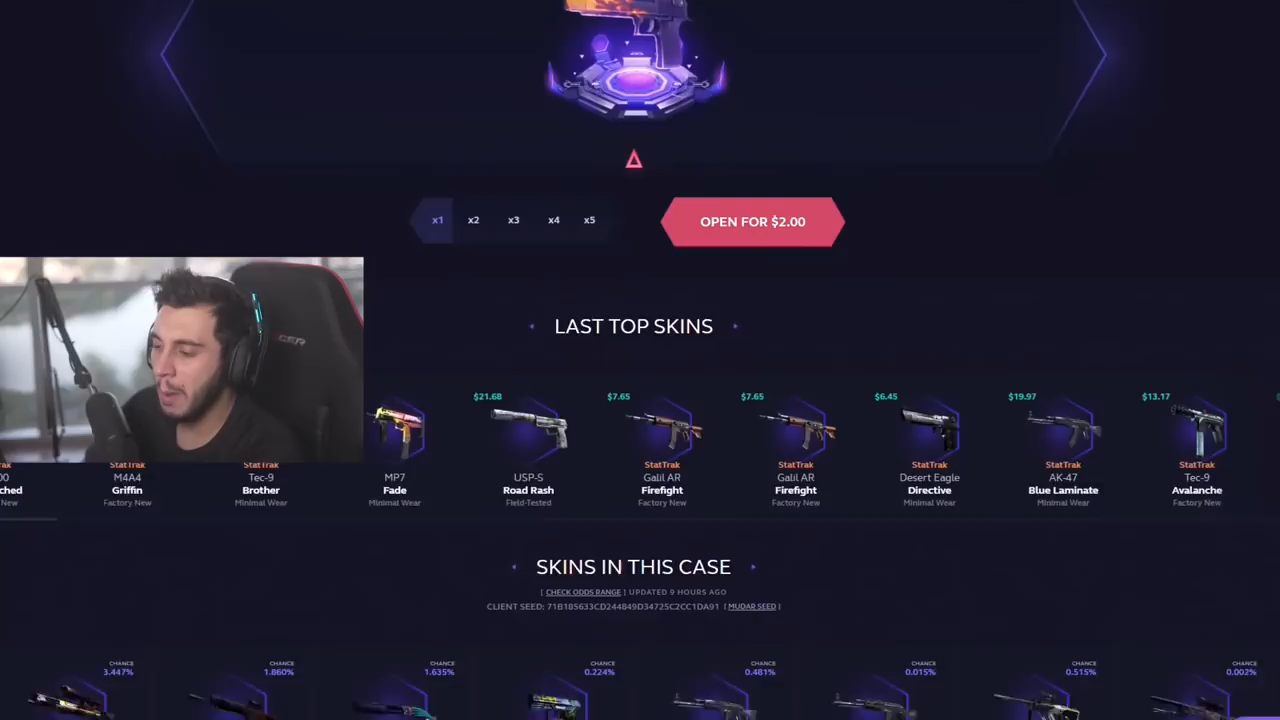 x1 x2 x3 x4 x5 OPEN FOR $2.00
LAST TOP SKINS
$21.68 $7.65 $7.65 $6.45 $19.97 $13.17
StatTrak StatTrak StatTrak StatTrak StatTrak StatTrak StatTrak
M4A4 Tec-9 MP7 USP-S Galil AR Galil AR Desert Eagle AK-47 Tec-9
Griffin Brother Fade Road Rash Firefight Firefight Directive Blue Laminate Avalanche
New Factory New Minimal Wear Minimal Wear Field-Tested Factory New Factory New Minimal Wear Minimal Wear Factory New
SKINS IN THIS CASE
[ CHECK ODDS RANGE ] UPDATED 9 HOURS AGO
CLIENT SEED: 71B185633CD244849D34725C2CC1DA91 [ MUDAR SEED ]
CHANCE CHANCE CHANCE CHANCE CHANCE CHANCE CHANCE CHANCE
3.447% 1.860% 1.635% 0.224% 0.481% 0.015% 0.515% 0.002%